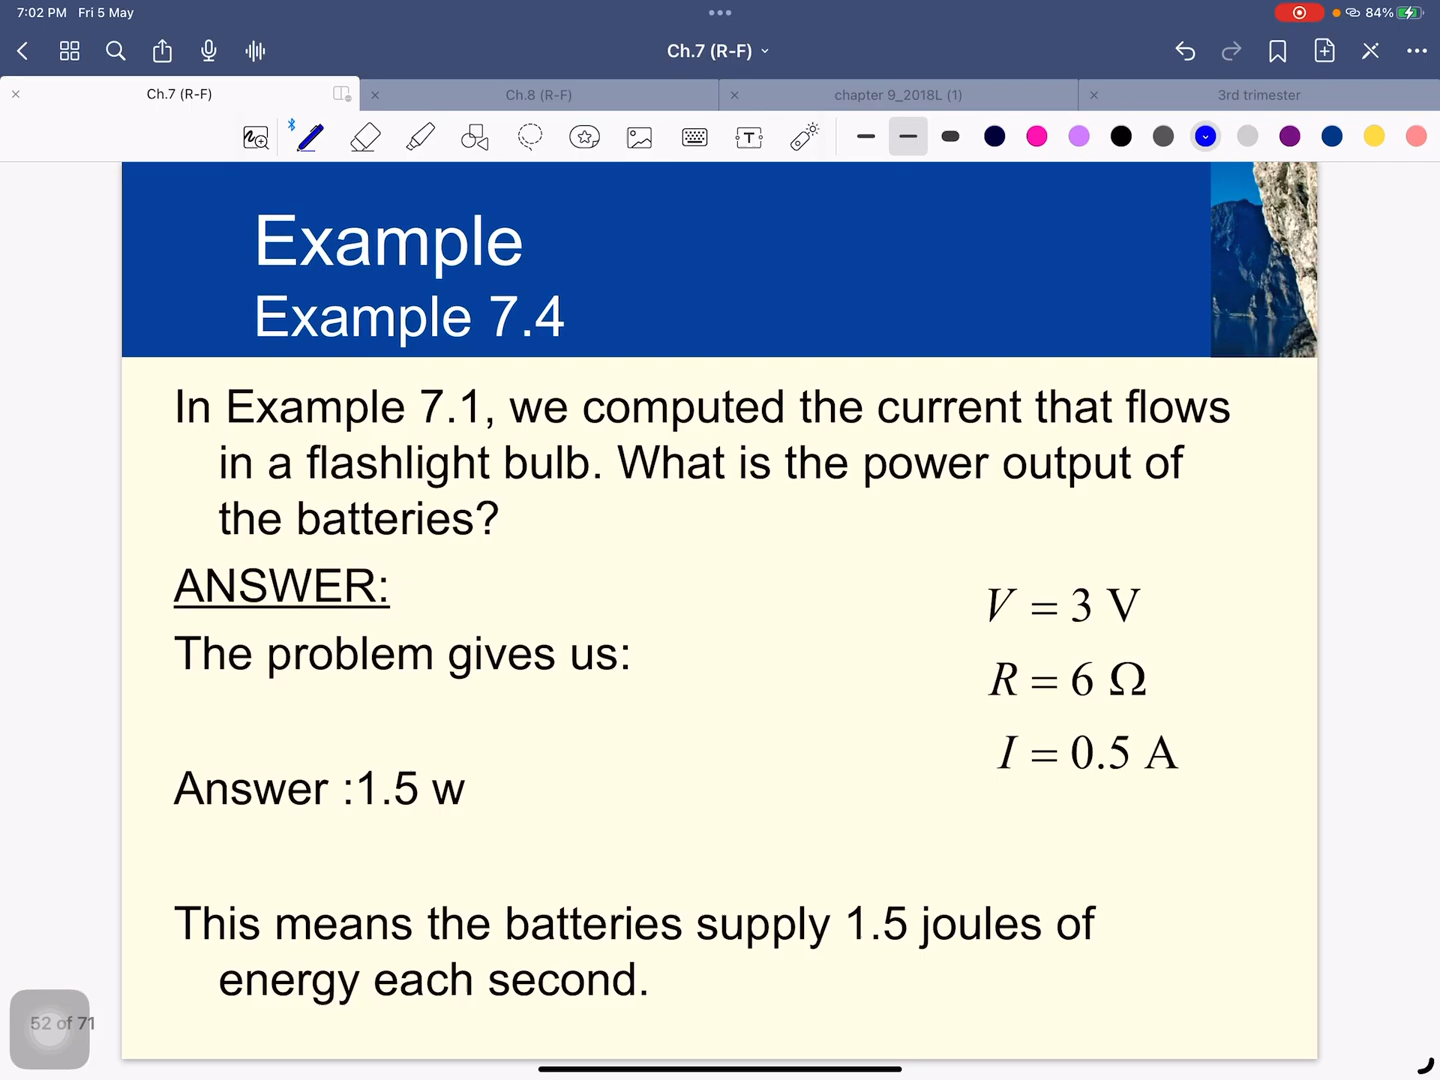 7:02 PM Fri 5 May
84%
Ch.7 (R-F)
Ch.7 (R-F)
Ch.8 (R-F)
chapter 9_2018L (1)
3rd trimester
T
Example
Example 7.4
In Example 7.1, we computed the current that flows
in a flashlight bulb. What is the power output of
the batteries?
ANSWER:
The problem gives us:
V = 3 V
R = 6 Ω
I = 0.5 A
Answer :1.5 w
This means the batteries supply 1.5 joules of
energy each second.
52 of 71